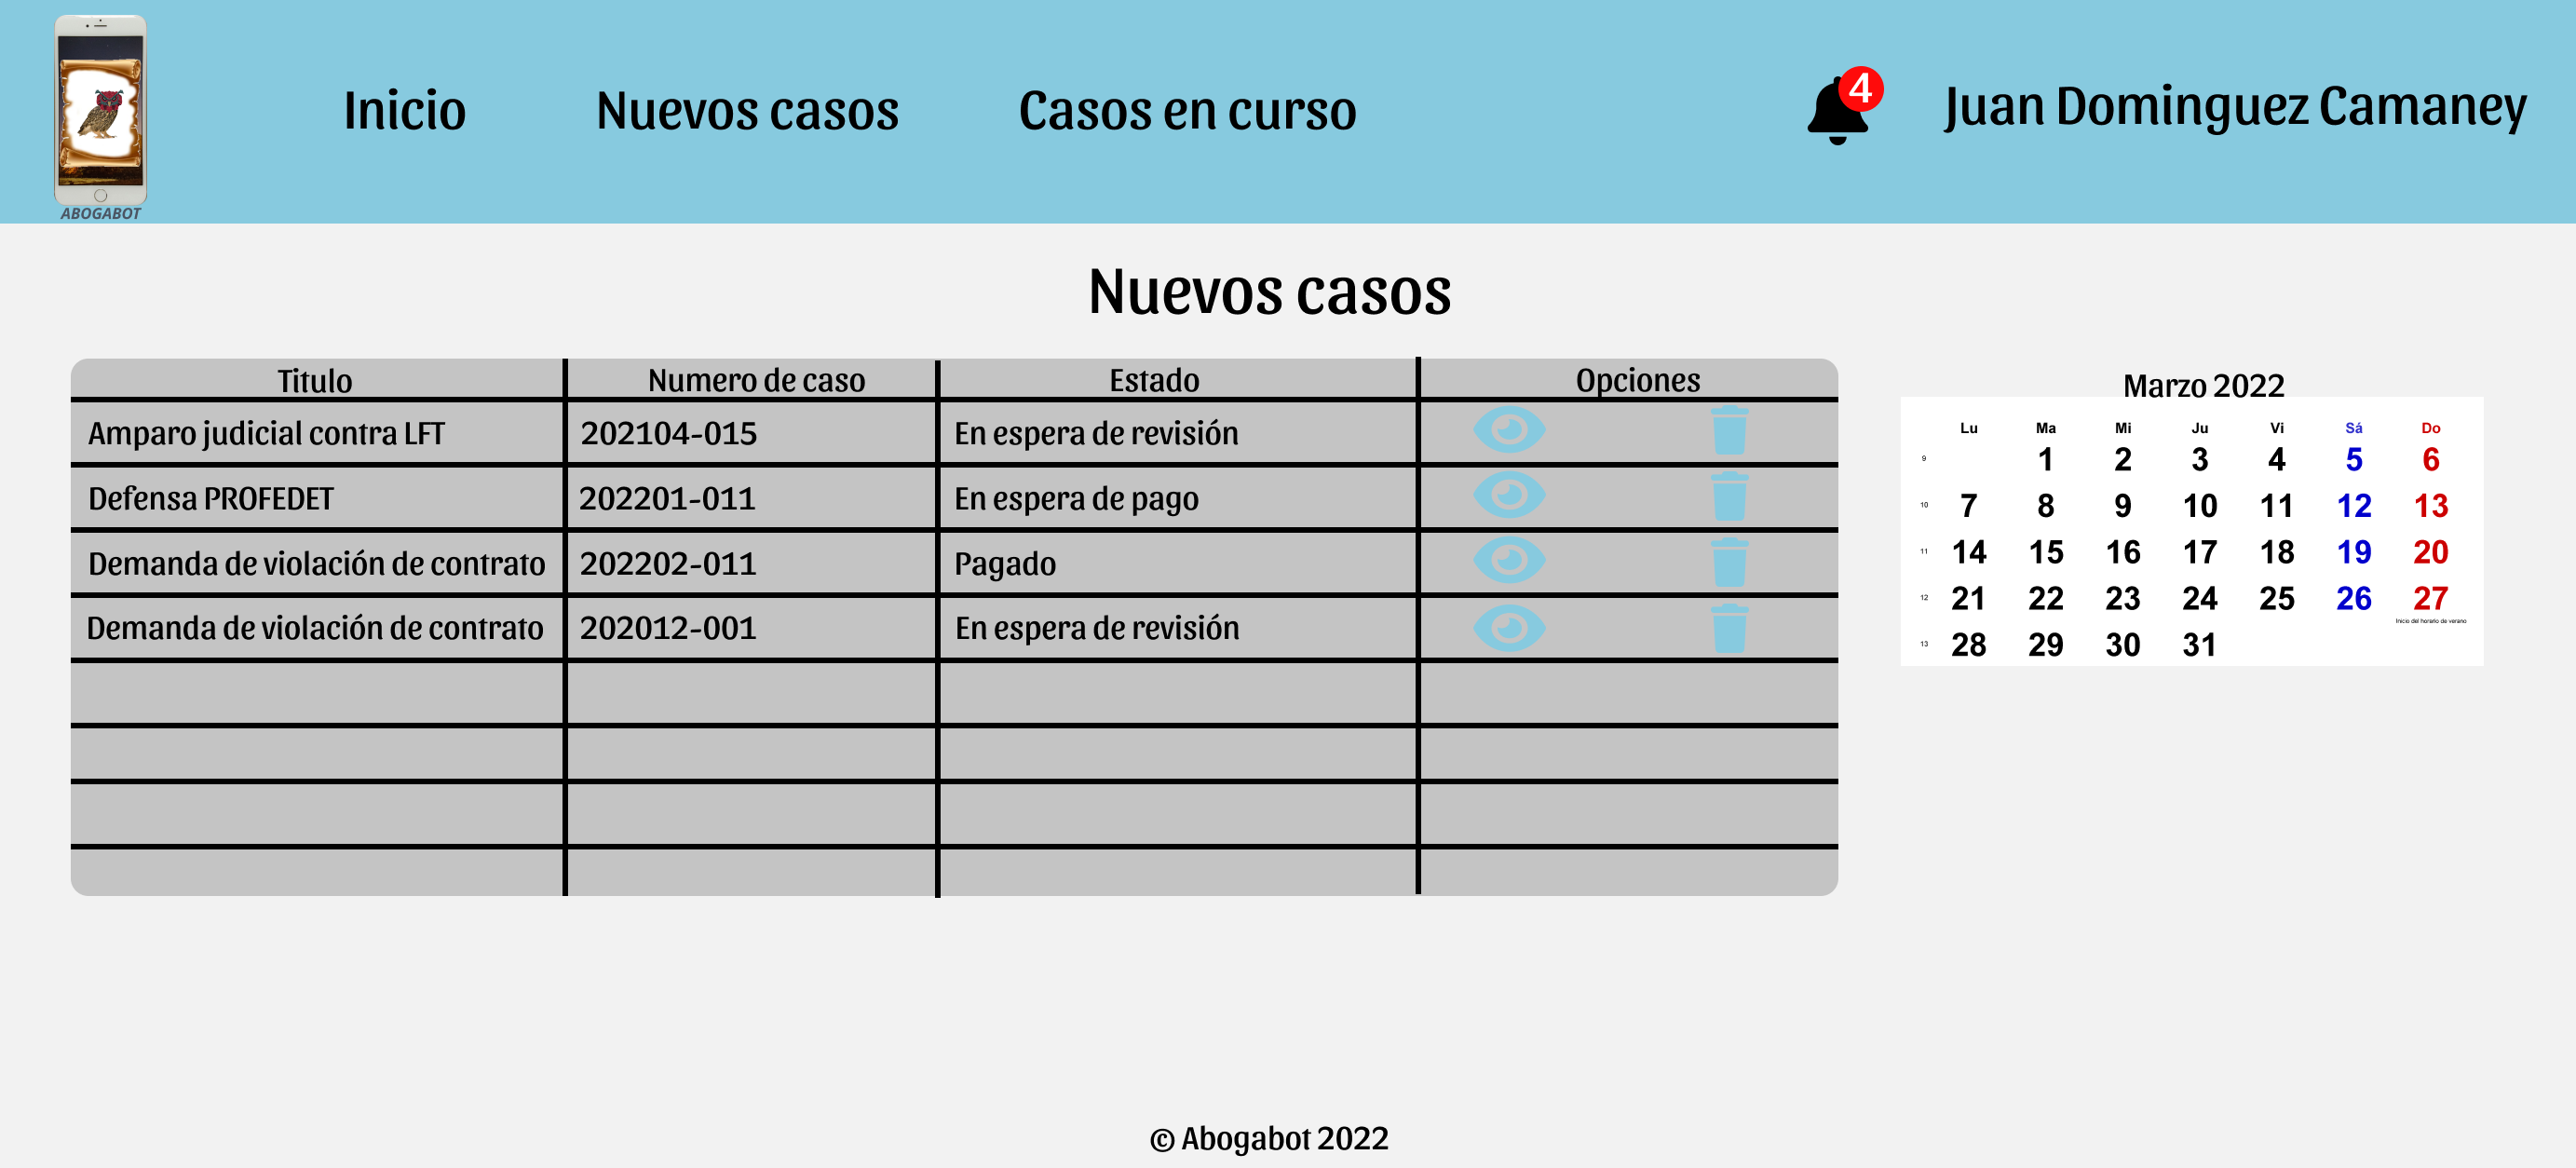 ABOGABOT
Inicio Nuevos casos Casos en curso
4
Juan Dominguez Camaney
Nuevos casos
Titulo Numero de caso Estado Opciones
Amparo judicial contra LFT 202104-015 En espera de revisión
Defensa PROFEDET 202201-011 En espera de pago
Demanda de violación de contrato 202202-011 Pagado
Demanda de violación de contrato 202012-001 En espera de revisión
Marzo 2022
Lu Ma Mi Ju Vi Sá Do
9 1 2 3 4 5 6
10 7 8 9 10 11 12 13
11 14 15 16 17 18 19 20
12 21 22 23 24 25 26 27
Inicio del horario de verano
13 28 29 30 31
© Abogabot 2022